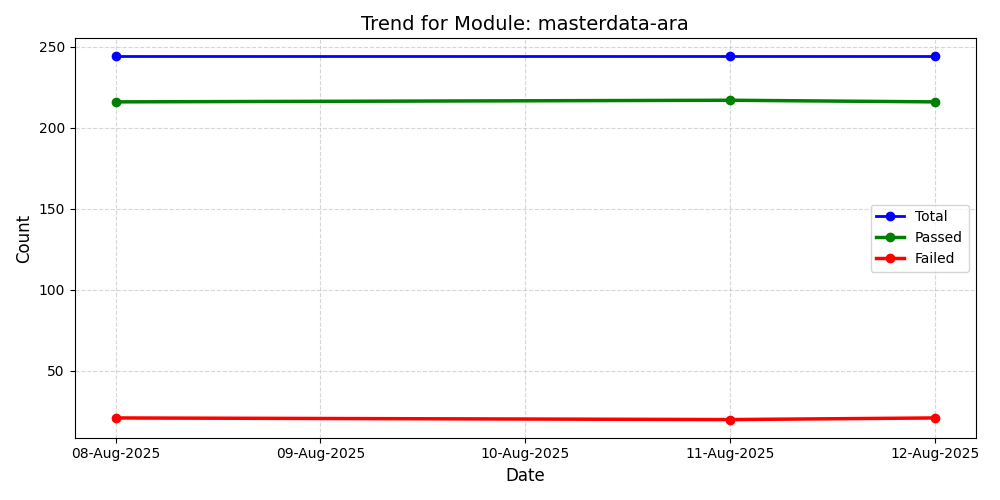 Trend for Module: masterdata-ara
250
200
150
100
50
Count
Total
Passed
Failed
08-Aug-2025
09-Aug-2025
10-Aug-2025
11-Aug-2025
12-Aug-2025
Date